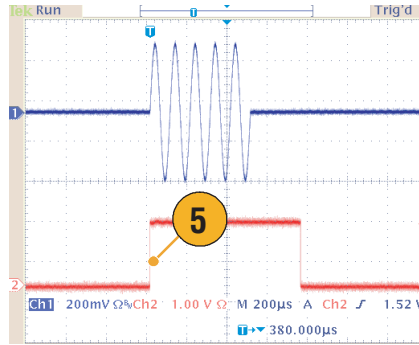 Tek Run Trig'd
T
T
1
5
2
Ch1 200mV Ω Ch2 1.00 V Ω M 200µs A Ch2 ∫ 1.52 V
T→▼ 380.000µs